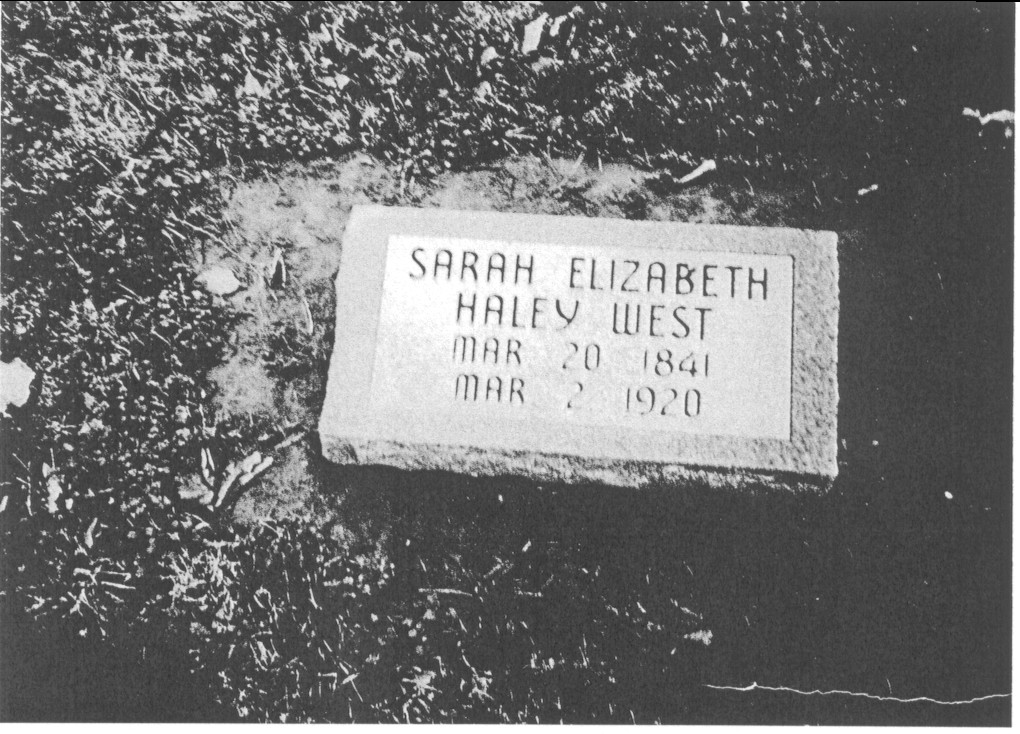 SARAH ELIZABETH
HALEY WEST
MAR 20 1841
MAR 2 1920